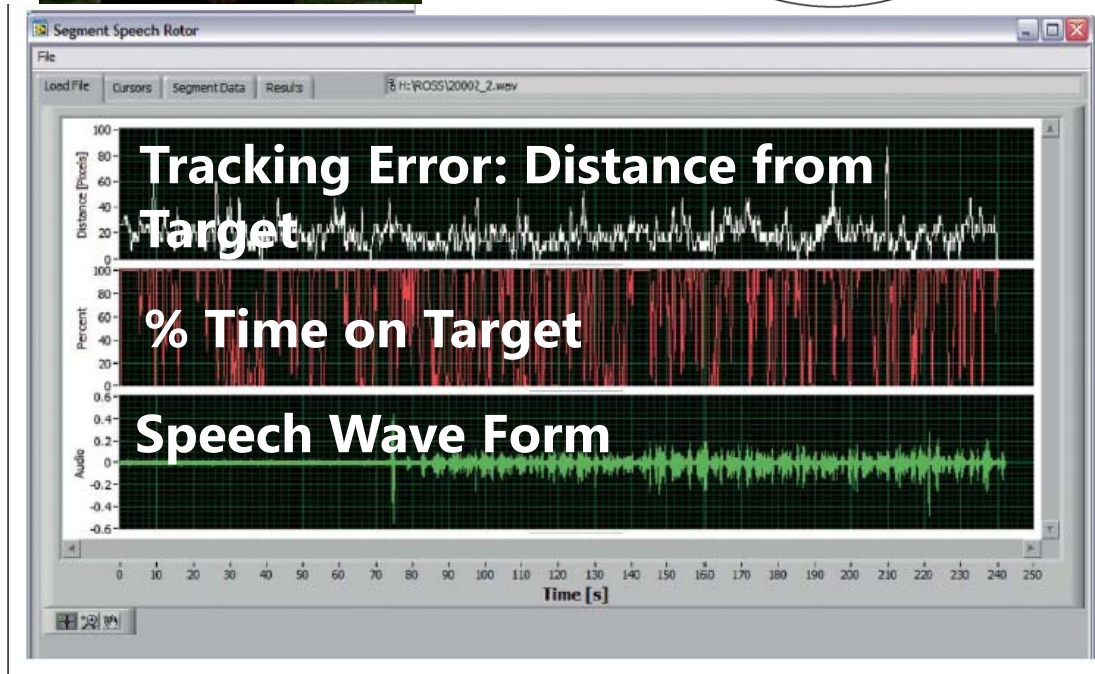 Segment Speech Rotor
File
Load File Cursors Segment Data Results H:\ROSS\20002_2.wav
Tracking Error: Distance from
Target
Distance [Pixels]
100
80
60
40
20
0
% Time on Target
Percent
100
80
60
40
20
0
Speech Wave Form
Audio
0.6
0.4
0.2
0
-0.2
-0.4
-0.6
0 10 20 30 40 50 60 70 80 90 100 110 120 130 140 150 160 170 180 190 200 210 220 230 240 250
Time [s]